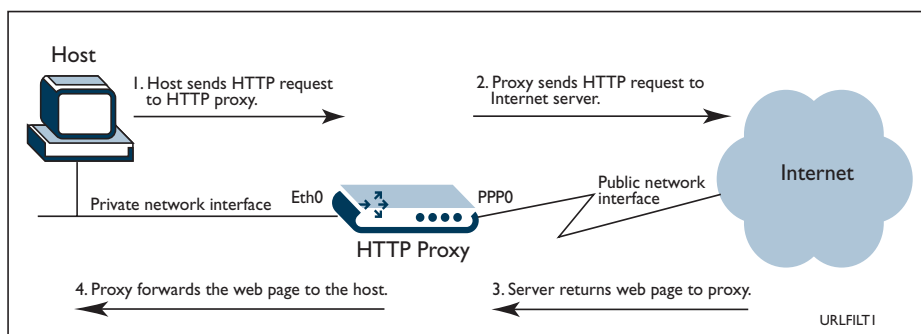 Host
1. Host sends HTTP request
to HTTP proxy.
2. Proxy sends HTTP request to
Internet server.
Internet
Private network interface
Eth0
PPP0
Public network
interface
HTTP Proxy
4. Proxy forwards the web page to the host.
3. Server returns web page to proxy.
URLFILT1